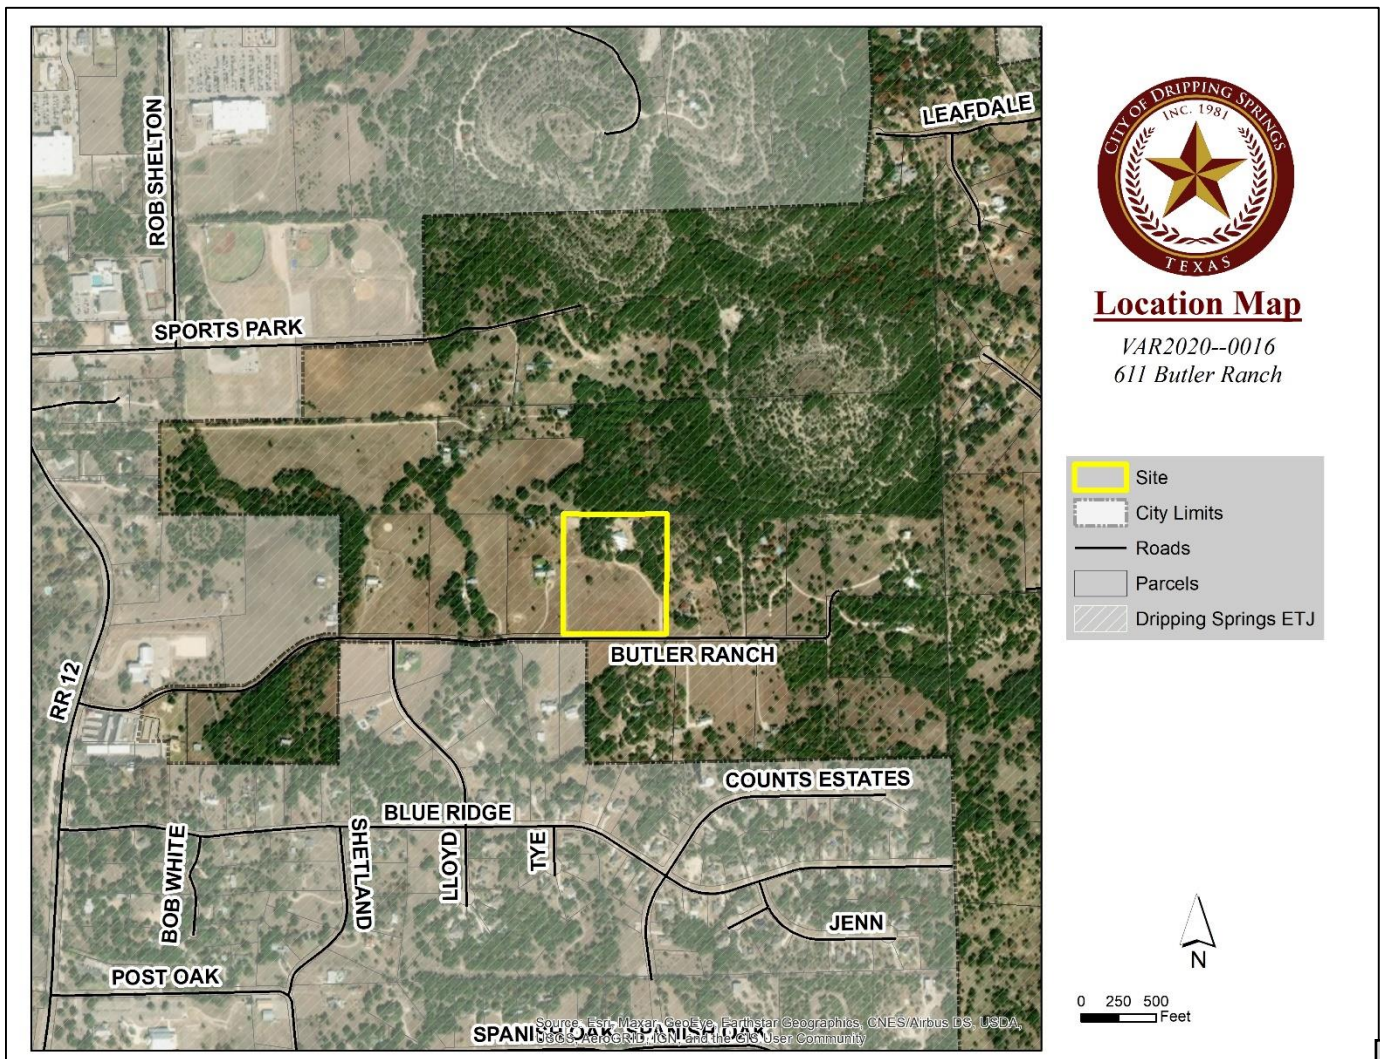 ROB SHELTON
LEAFDALE
SPORTS PARK
BUTLER RANCH
RR 12
COUNTS ESTATES
BLUE RIDGE
BOB WHITE
SHETLAND
LLOYD
TYE
JENN
POST OAK
SPANISH OAK
SPANISH OAK
Source: Esri, Maxar, GeoEye, Earthstar Geographics, CNES/Airbus DS, USDA,
USGS, AeroGRID, IGN, and the GIS User Community
CITY OF DRIPPING SPRINGS
INC. 1981
TEXAS
Location Map
VAR2020--0016
611 Butler Ranch
Site
City Limits
Roads
Parcels
Dripping Springs ETJ
N
0 250 500
Feet